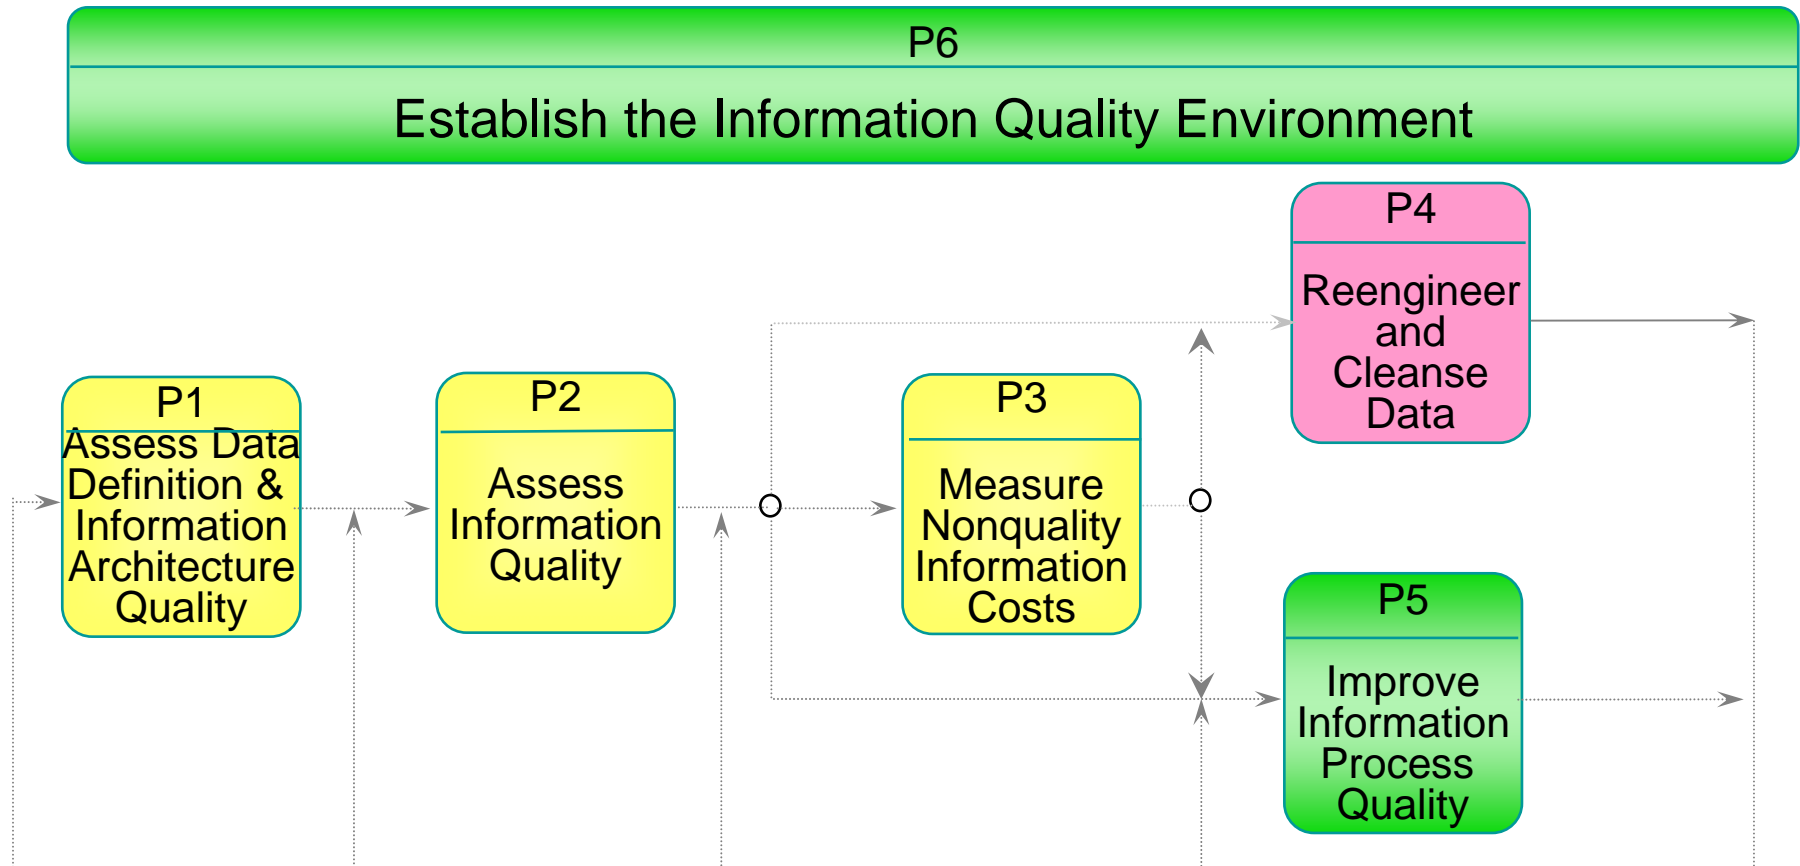 P6
Establish the Information Quality Environment
P4
Reengineer
and
Cleanse
Data
P1
Assess Data
Definition &
Information
Architecture
Quality
P2
Assess
Information
Quality
P3
Measure
Nonquality
Information
Costs
P5
Improve
Information
Process
Quality